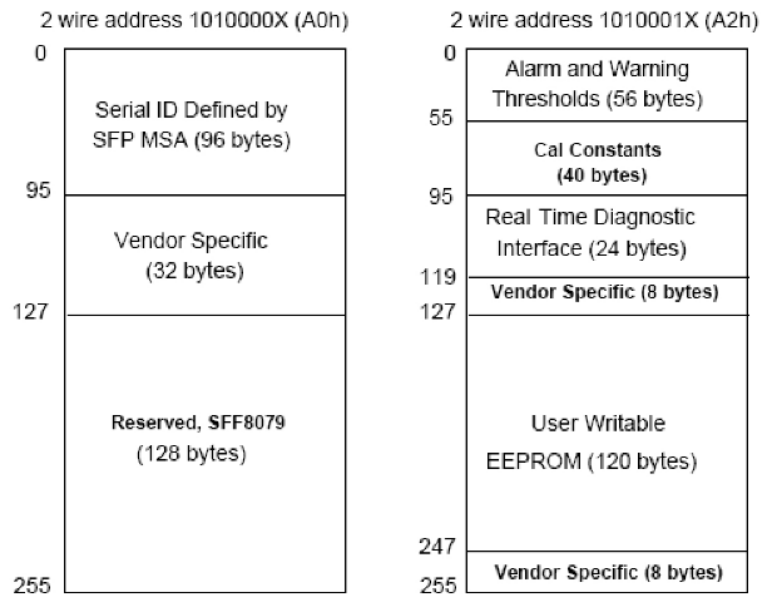 2 wire address 1010000X (A0h)
0
Serial ID Defined by
SFP MSA (96 bytes)
95
Vendor Specific
(32 bytes)
127
Reserved, SFF8079
(128 bytes)
255
2 wire address 1010001X (A2h)
0
Alarm and Warning
Thresholds (56 bytes)
55
Cal Constants
(40 bytes)
95
Real Time Diagnostic
Interface (24 bytes)
119
Vendor Specific (8 bytes)
127
User Writable
EEPROM (120 bytes)
247
Vendor Specific (8 bytes)
255